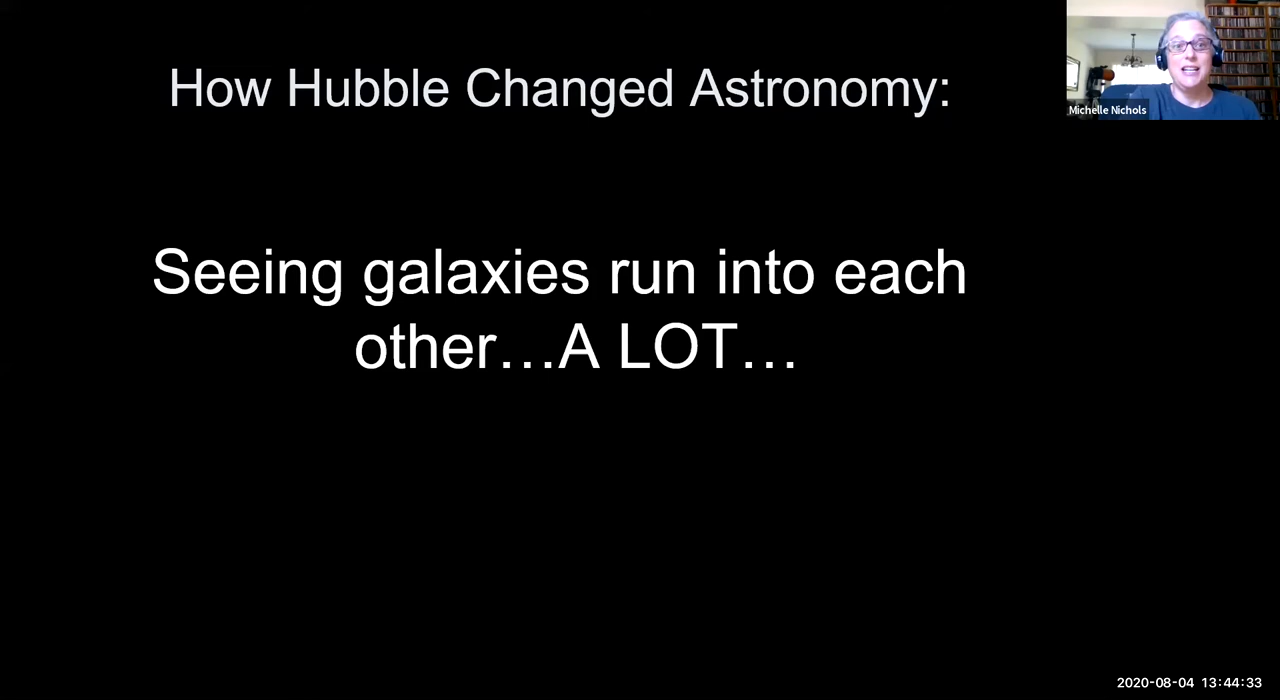 How Hubble Changed Astronomy:
Michelle Nichols
Seeing galaxies run into each
other…A LOT…
2020-08-04 13:44:33